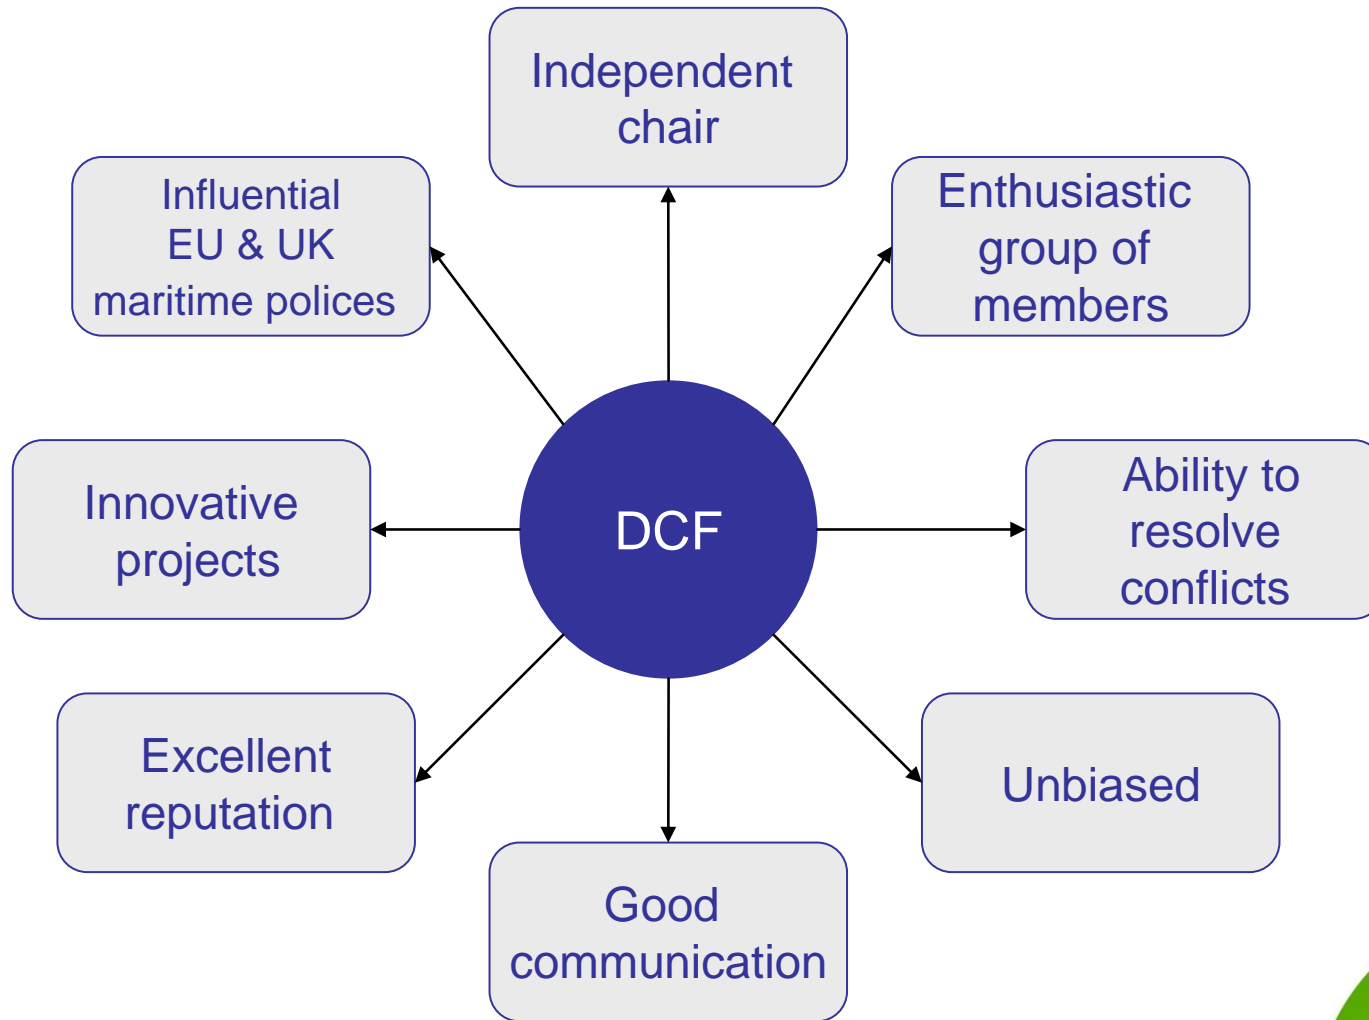 Independent
chair
Influential
EU & UK
maritime polices
Enthusiastic
group of
members
Innovative
projects
DCF
Ability to
resolve
conflicts
Excellent
reputation
Unbiased
Good
communication